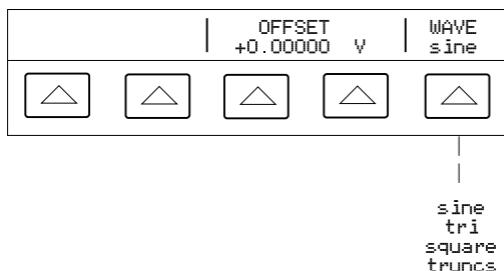 OFFSET WAVE
+0.00000 V sine
sine
tri
square
truncs